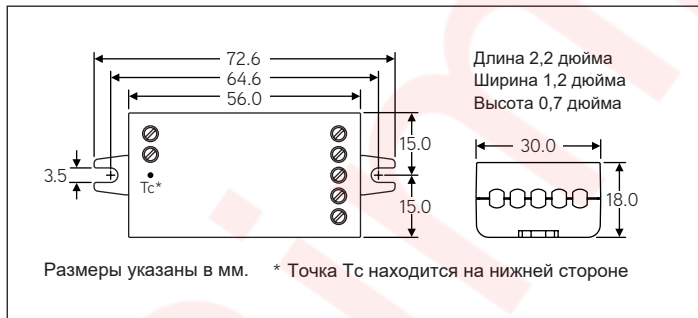 72.6
64.6
56.0
Длина 2,2 дюйма
Ширина 1,2 дюйма
Высота 0,7 дюйма
3.5
Tc*
15.0
15.0
30.0
18.0
Размеры указаны в мм. * Точка Tc находится на нижней стороне